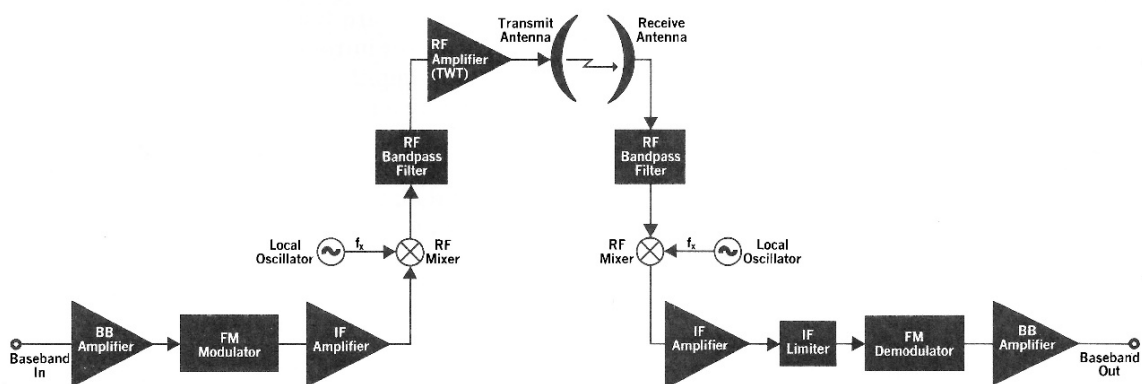 Baseband
In
BB
Amplifier
FM
Modulator
IF
Amplifier
Local
Oscillator
fx
RF
Mixer
RF
Bandpass
Filter
RF
Amplifier
(TWT)
Transmit
Antenna
Receive
Antenna
RF
Bandpass
Filter
RF
Mixer
fx
Local
Oscillator
IF
Amplifier
IF
Limiter
FM
Demodulator
BB
Amplifier
Baseband
Out